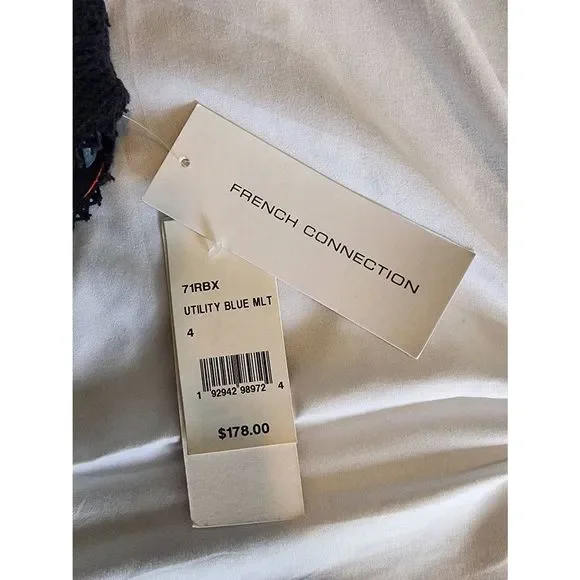 FRENCH CONNECTION
71RBX
UTILITY BLUE MLT
4
1 92942 98972 4
$178.00